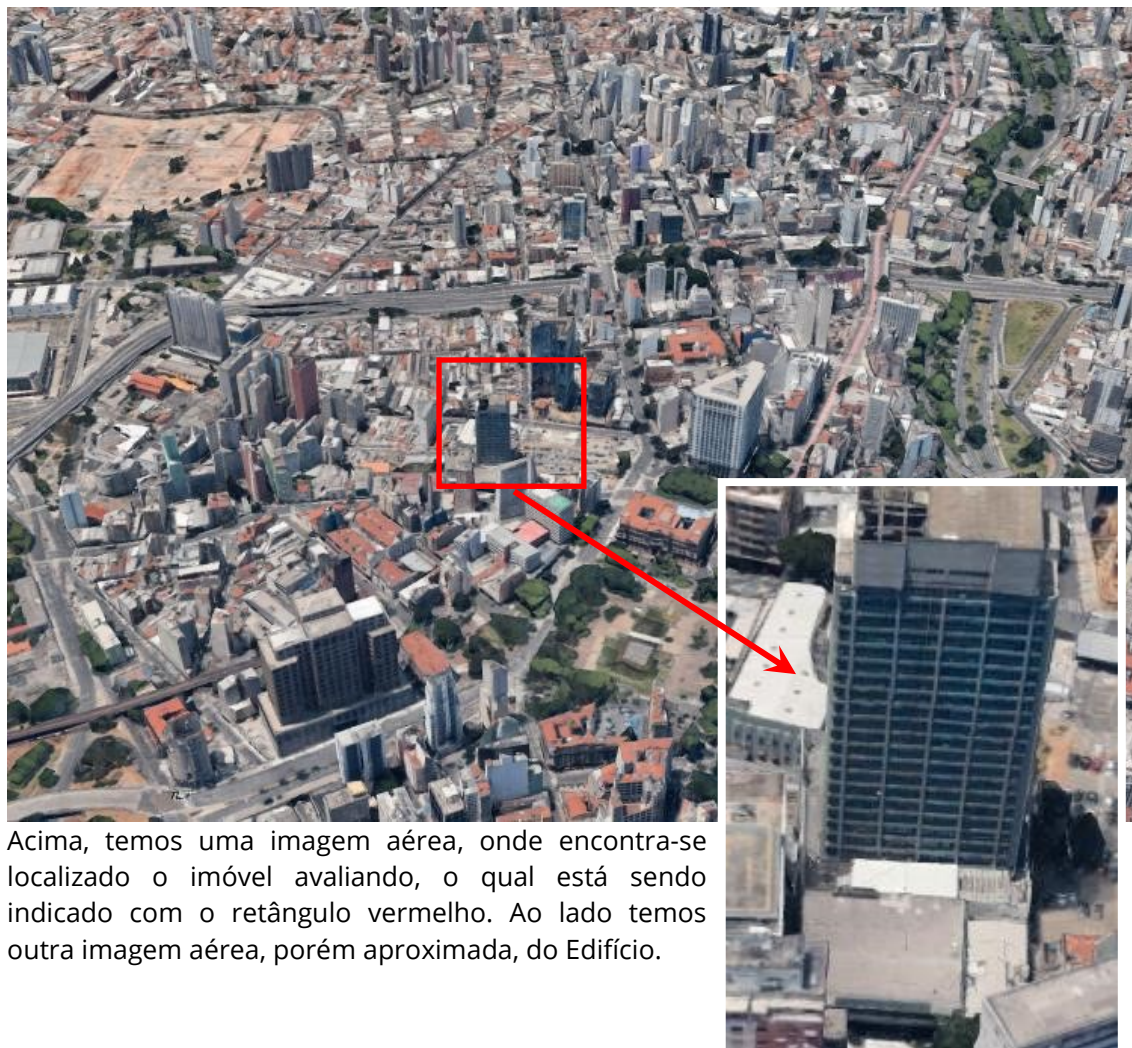 Acima, temos uma imagem aérea, onde encontra-se
localizado o imóvel avaliando, o qual está sendo
indicado com o retângulo vermelho. Ao lado temos
outra imagem aérea, porém aproximada, do Edifício.